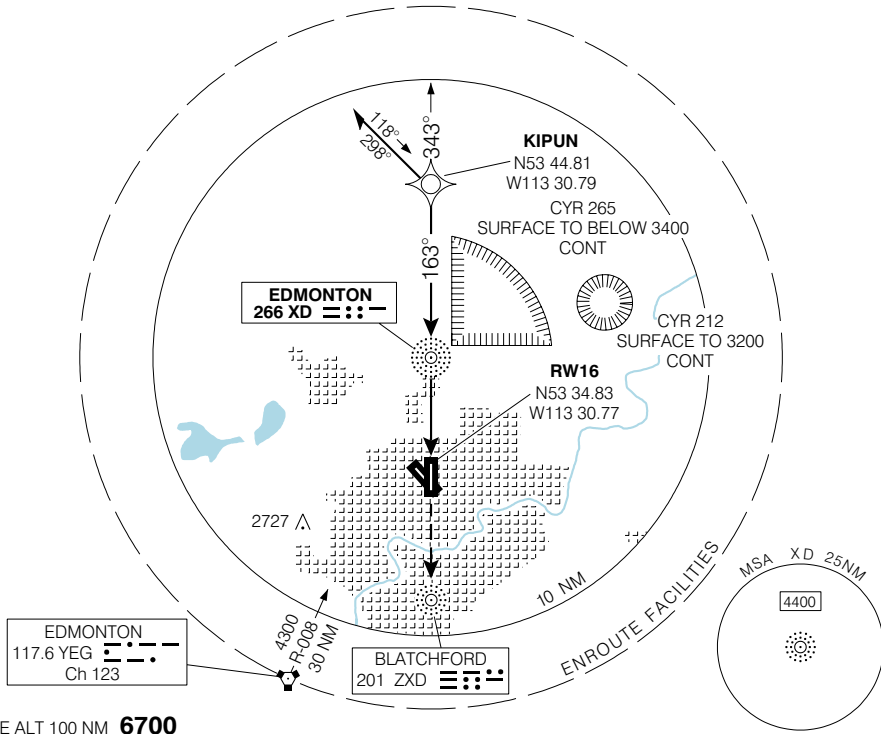 118°
298°
343°
KIPUN
N53 44.81
W113 30.79
CYR 265
SURFACE TO BELOW 3400
CONT
163°
EDMONTON
266 XD
CYR 212
SURFACE TO 3200
CONT
RW16
N53 34.83
W113 30.77
2727
10 NM
ENROUTE FACILITIES
MSA XD 25NM
4400
4300
R-008
30 NM
EDMONTON
117.6 YEG
Ch 123
BLATCHFORD
201 ZXD
E ALT 100 NM 6700